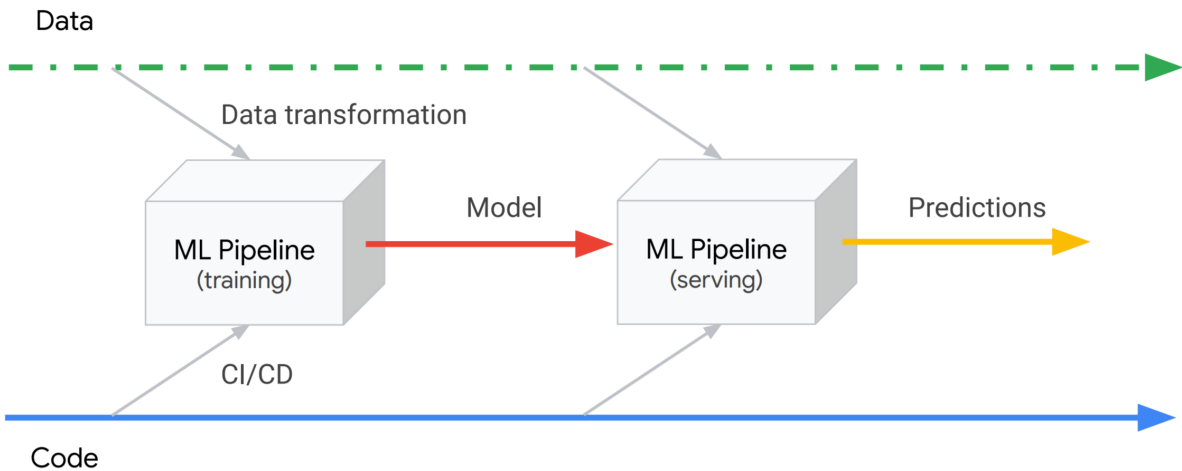 Data
Data transformation
Model
Predictions
ML Pipeline
(training)
ML Pipeline
(serving)
CI/CD
Code